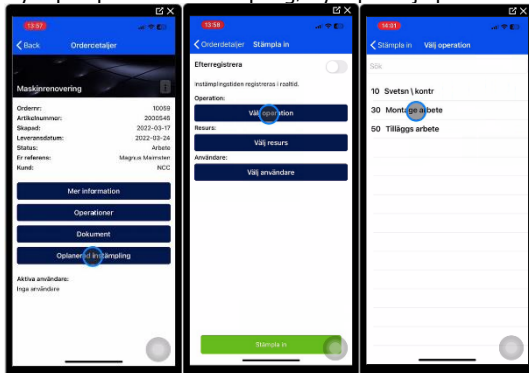 13:57
Back Ordercetaljer
Maskinrenovering
Ordernr: 10059
Artikelnummer: 2000545
Skapad: 2022-03-17
Leveransdatum: 2022-03-24
Status: Arbete
Er referens: Magnus Malmsten
Kund: NCC
Mer information
Operationer
Dokument
Oplanerad instämpling
Aktiva användare:
Inga användare
13:58
Orderdetaljer Stämpla in
Efterregistrera
Instämplingstiden registreras i realtid.
Operation:
Välj operation
Resurs:
Välj resurs
Användare:
Välj användare
Stämpla in
14:01
Stämpla in Välj operation
Sök
10 Svetsn \ kontr
30 Montage arbete
50 Tilläggs arbete